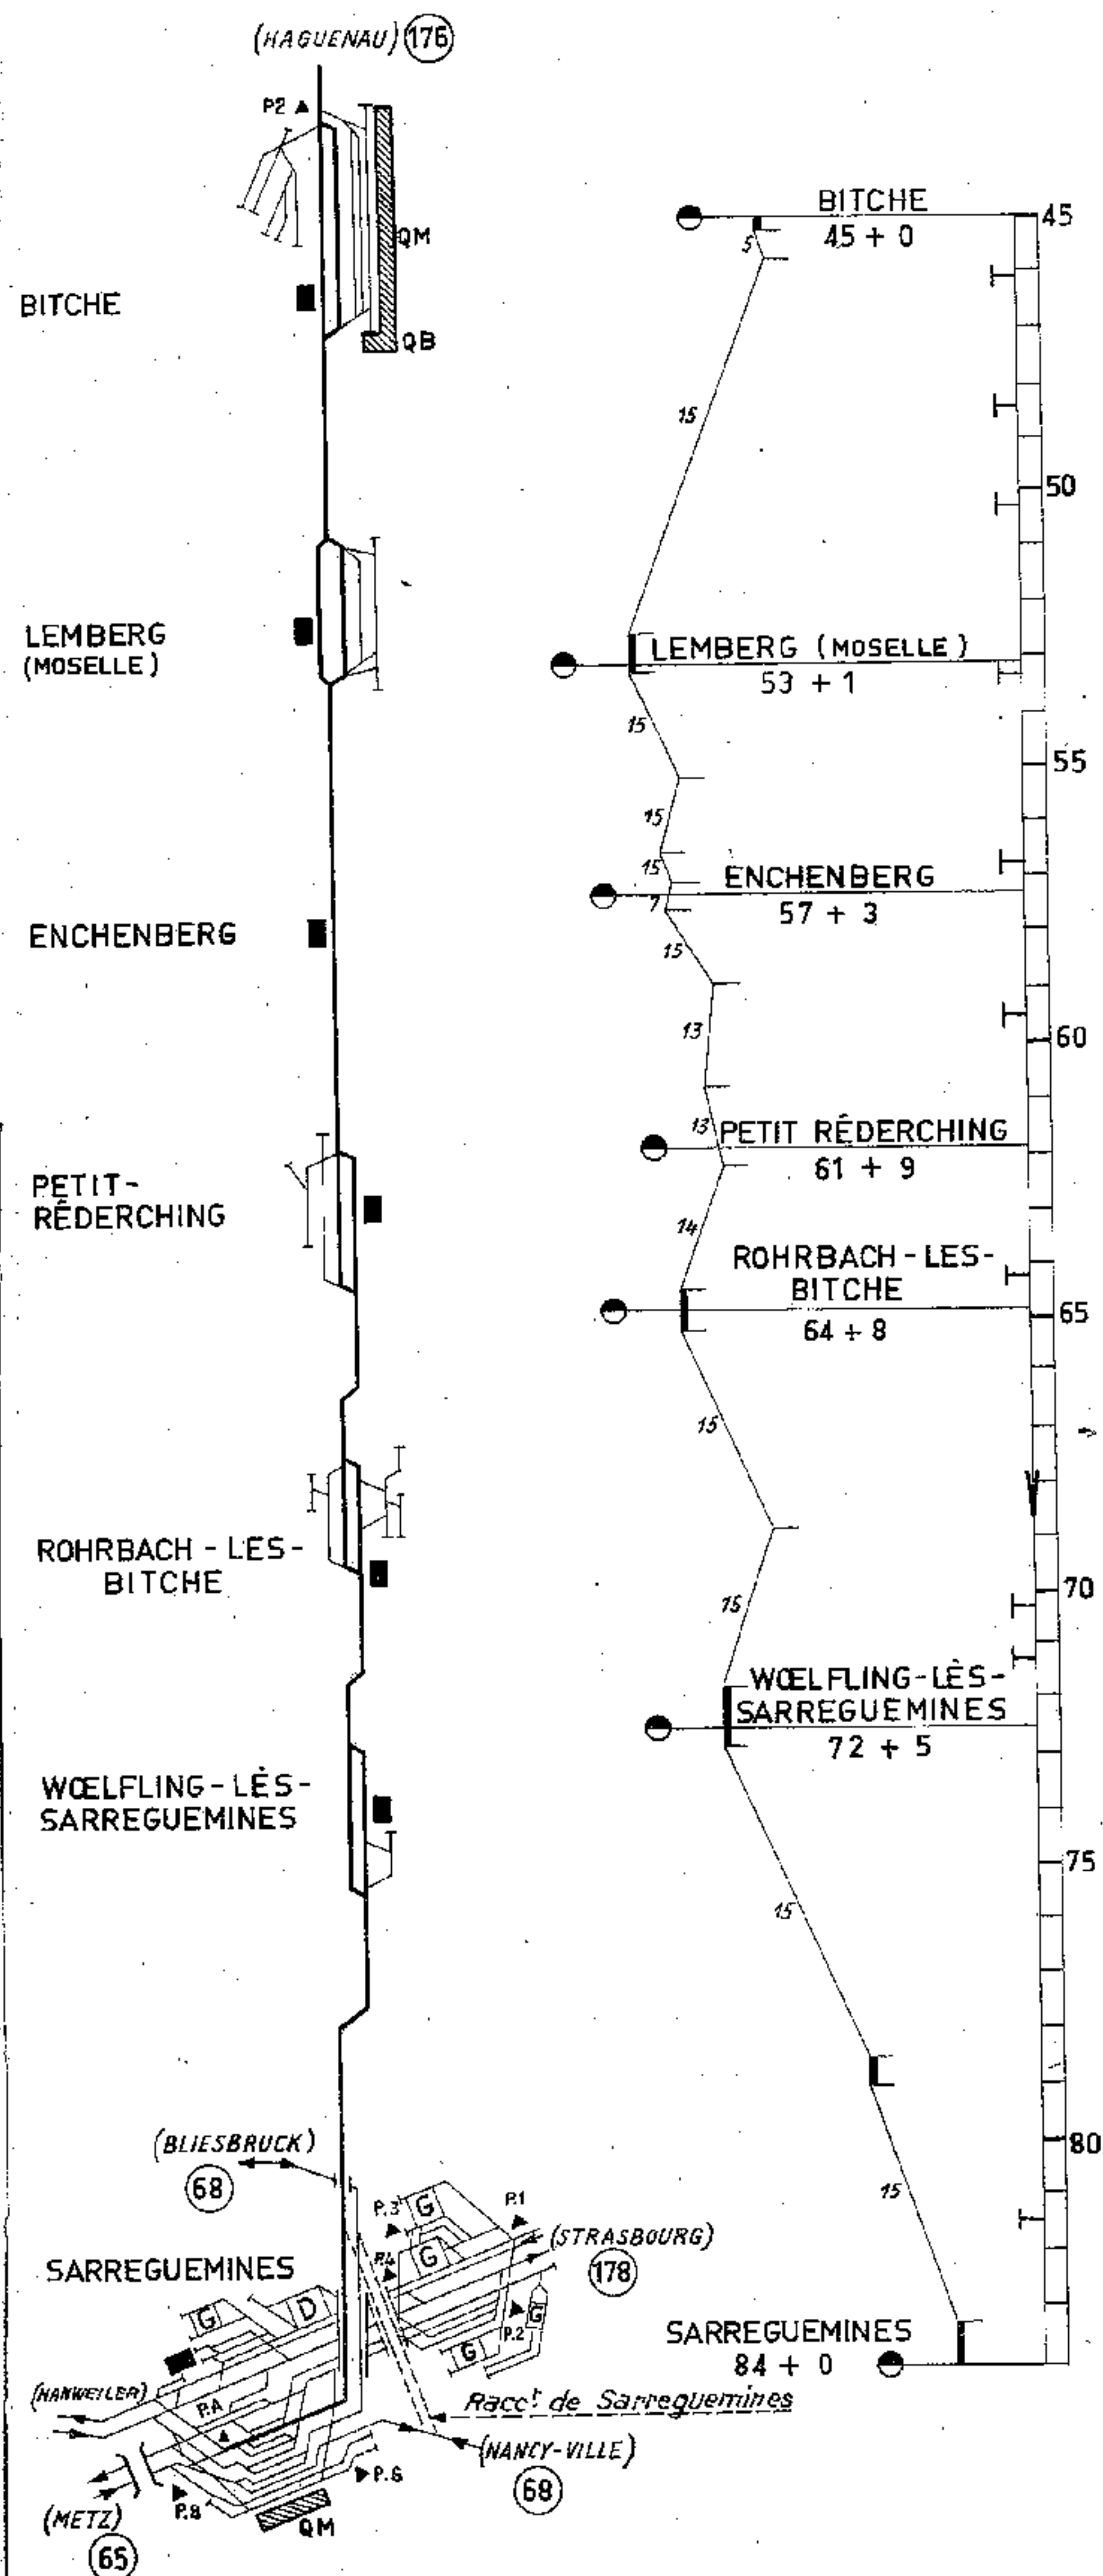 (HAGUENAU) 176
P2
QM
BITCHE
QB
LEMBERG
(MOSELLE)
ENCHENBERG
PETIT-
RÉDERCHING
ROHRBACH - LES-
BITCHE
WŒLFLING-LÈS-
SARREGUEMINES
(BLIESBRUCK)
68
P.3
G
P.1
(STRASBOURG)
178
P.4
G
SARREGUEMINES
G
D
P.2
G
G
(HANWEILER)
P.A
Racct de Sarreguemines
(NANCY-VILLE)
68
P.6
P.8
QM
(METZ)
65
BITCHE
45 + 0
45
5
15
50
LEMBERG (MOSELLE)
53 + 1
15
55
15
15
ENCHENBERG
57 + 3
7
15
13
60
13
PETIT RÉDERCHING
61 + 9
14
ROHRBACH - LES-
BITCHE
64 + 8
65
15
70
15
WŒLFLING-LÈS-
SARREGUEMINES
72 + 5
75
15
80
15
SARREGUEMINES
84 + 0